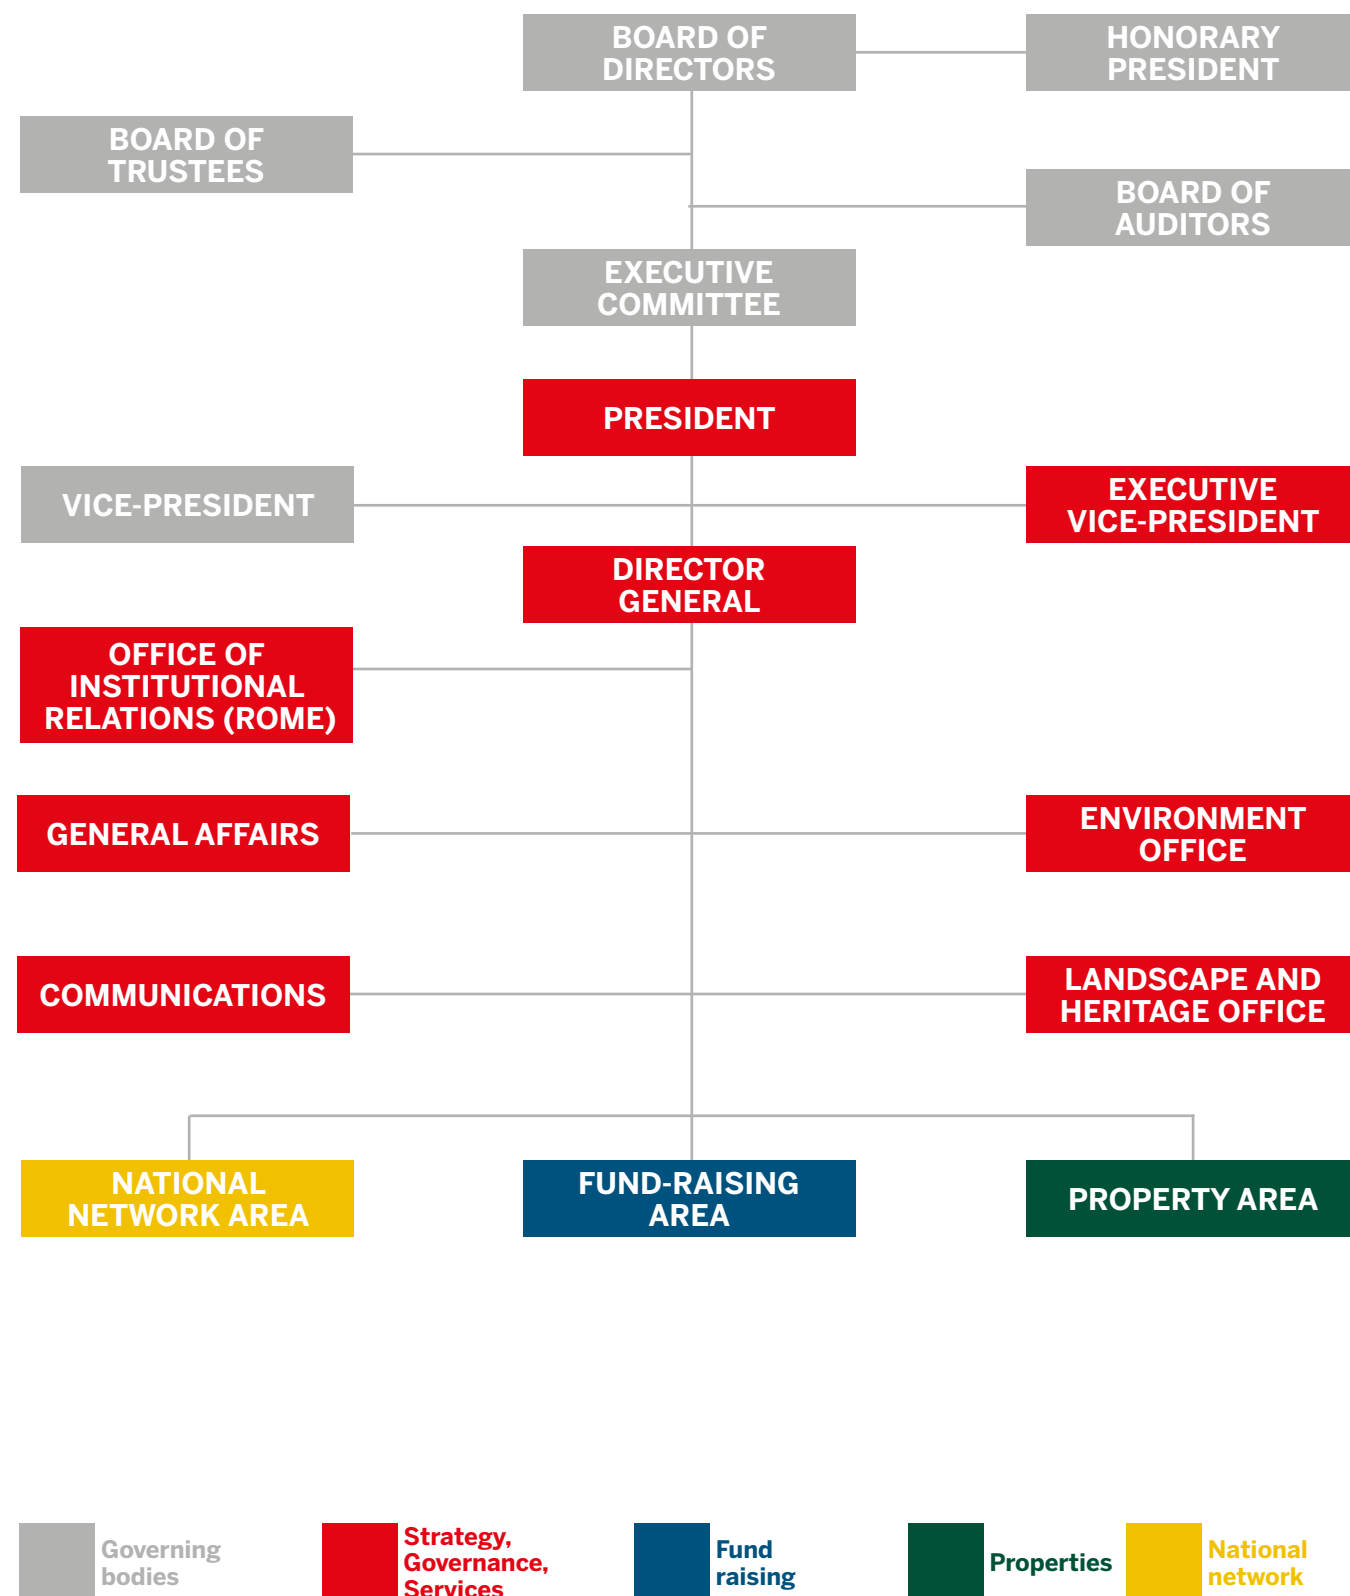 BOARD OF
DIRECTORS
HONORARY
PRESIDENT
BOARD OF
TRUSTEES
BOARD OF
AUDITORS
EXECUTIVE
COMMITTEE
PRESIDENT
VICE-PRESIDENT
EXECUTIVE
VICE-PRESIDENT
DIRECTOR
GENERAL
OFFICE OF
INSTITUTIONAL
RELATIONS (ROME)
GENERAL AFFAIRS
ENVIRONMENT
OFFICE
COMMUNICATIONS
LANDSCAPE AND
HERITAGE OFFICE
NATIONAL
NETWORK AREA
FUND-RAISING
AREA
PROPERTY AREA
Governing
bodies
Strategy,
Governance,
Services
Fund
raising
Properties
National
network